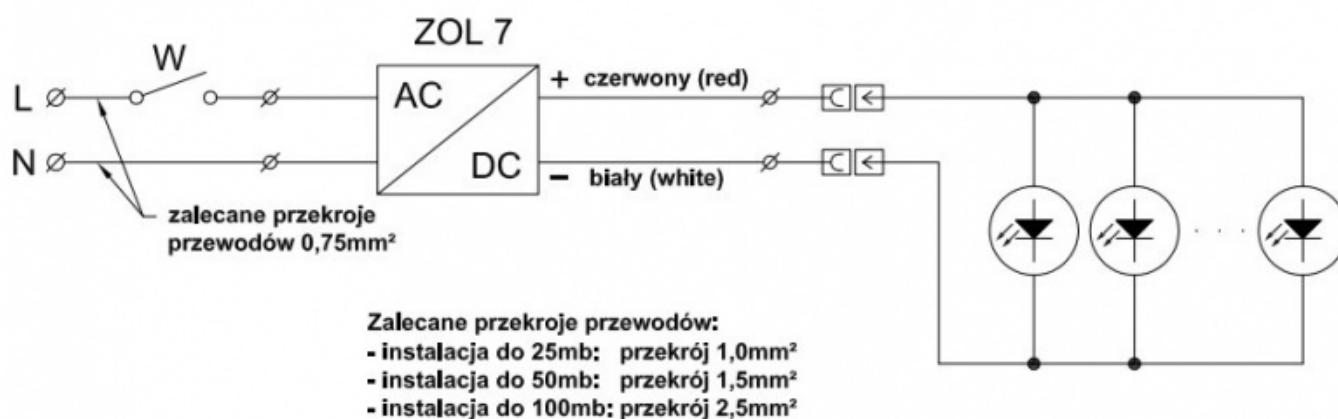 ZOL 7
W
L
N
AC
DC
+ czerwony (red)
- biały (white)
zalecane przekroje
przewodów 0,75mm²
Zalecane przekroje przewodów:
- instalacja do 25mb: przekrój 1,0mm²
- instalacja do 50mb: przekrój 1,5mm²
- instalacja do 100mb: przekrój 2,5mm²